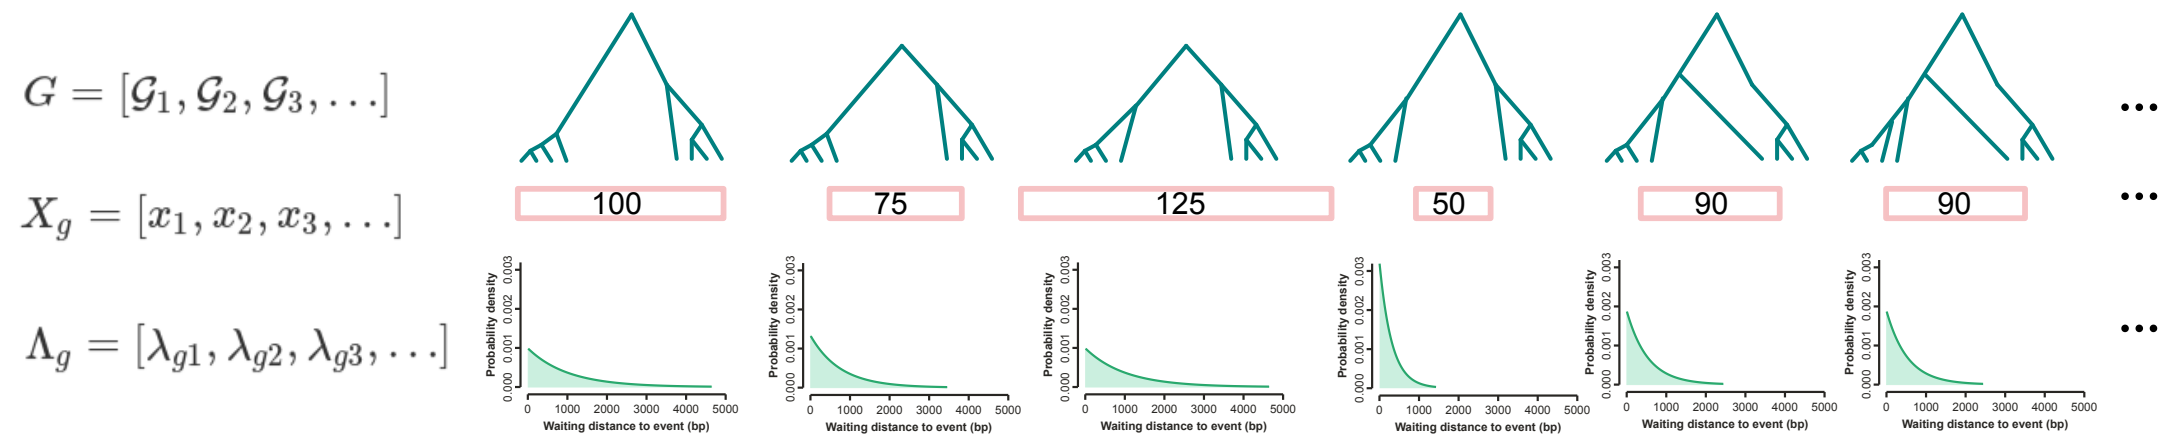 G = [𝒢₁, 𝒢₂, 𝒢₃, . . .]
•••
X_g = [x₁, x₂, x₃, . . .]
100 75 125 50 90 90 •••
Λ_g = [λ_g1, λ_g2, λ_g3, . . .]
•••
Probability density
0.000 0.001 0.002 0.003
0 1000 2000 3000 4000 5000
Waiting distance to event (bp)
Probability density
0.000 0.001 0.002 0.003
0 1000 2000 3000 4000 5000
Waiting distance to event (bp)
Probability density
0.000 0.001 0.002 0.003
0 1000 2000 3000 4000 5000
Waiting distance to event (bp)
Probability density
0.000 0.001 0.002 0.003
0 1000 2000 3000 4000 5000
Waiting distance to event (bp)
Probability density
0.000 0.001 0.002 0.003
0 1000 2000 3000 4000 5000
Waiting distance to event (bp)
Probability density
0.000 0.001 0.002 0.003
0 1000 2000 3000 4000 5000
Waiting distance to event (bp)